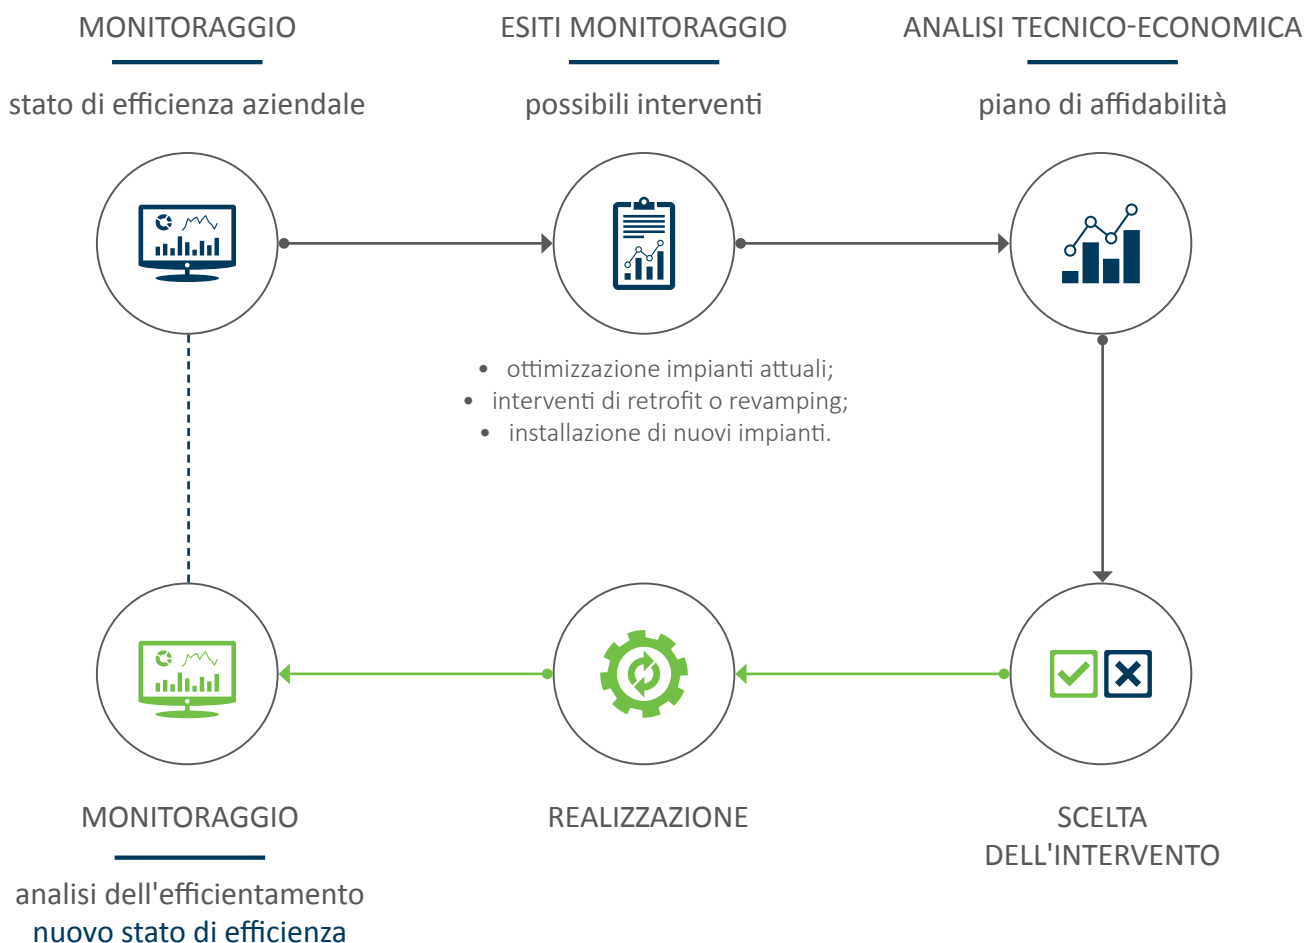 MONITORAGGIO
stato di efficienza aziendale
ESITI MONITORAGGIO
possibili interventi
ANALISI TECNICO-ECONOMICA
piano di affidabilità
• ottimizzazione impianti attuali;
• interventi di retrofit o revamping;
• installazione di nuovi impianti.
MONITORAGGIO
analisi dell'efficientamento
nuovo stato di efficienza
REALIZZAZIONE
SCELTA
DELL'INTERVENTO